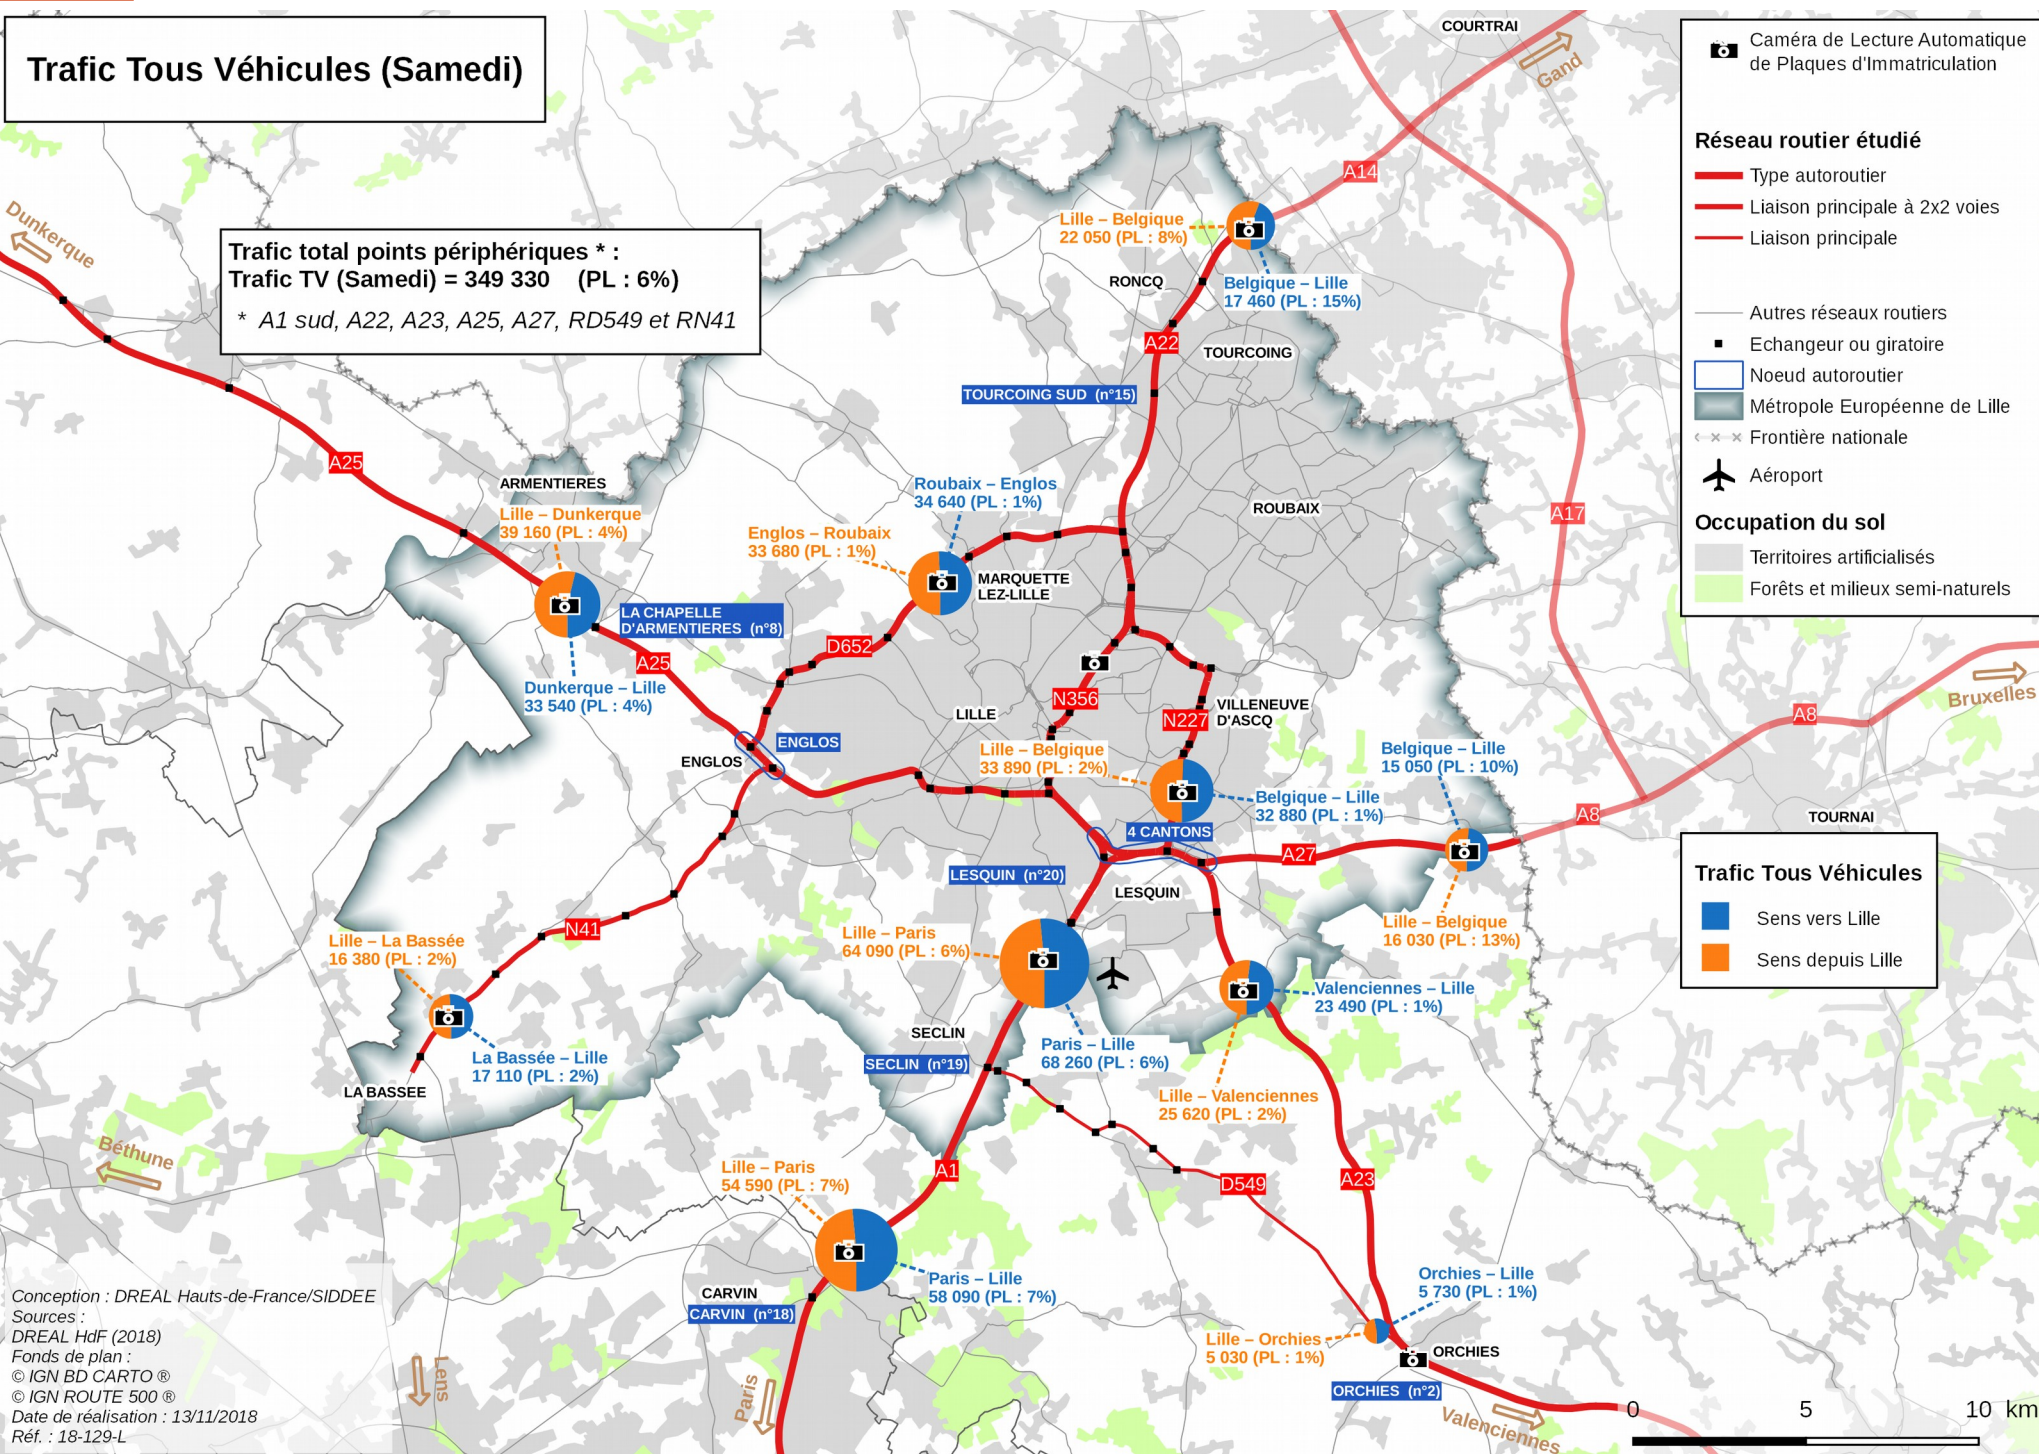 Trafic Tous Véhicules (Samedi)
Trafic total points périphériques * :
Trafic TV (Samedi) = 349 330 (PL : 6%)
* A1 sud, A22, A23, A25, A27, RD549 et RN41
COURTRAI
Gand
A14
Dunkerque
Lille – Belgique
22 050 (PL : 8%)
RONCQ
Belgique – Lille
17 460 (PL : 15%)
A22
TOURCOING
TOURCOING SUD (n°15)
A25
ARMENTIERES
Lille – Dunkerque
39 160 (PL : 4%)
Roubaix – Englos
34 640 (PL : 1%)
Englos – Roubaix
33 680 (PL : 1%)
ROUBAIX
A17
MARQUETTE
LEZ-LILLE
LA CHAPELLE
D'ARMENTIERES (n°8)
D652
A25
Dunkerque – Lille
33 540 (PL : 4%)
N356
LILLE
N227
VILLENEUVE
D'ASCQ
A8
Bruxelles
ENGLOS
ENGLOS
Lille – Belgique
33 890 (PL : 2%)
Belgique – Lille
15 050 (PL : 10%)
Belgique – Lille
32 880 (PL : 1%)
A8
TOURNAI
4 CANTONS
A27
LESQUIN (n°20)
LESQUIN
N41
Lille – La Bassée
16 380 (PL : 2%)
Lille – Paris
64 090 (PL : 6%)
Lille – Belgique
16 030 (PL : 13%)
Valenciennes – Lille
23 490 (PL : 1%)
SECLIN
SECLIN (n°19)
Paris – Lille
68 260 (PL : 6%)
La Bassée – Lille
17 110 (PL : 2%)
LA BASSEE
Lille – Valenciennes
25 620 (PL : 2%)
Béthune
Lille – Paris
54 590 (PL : 7%)
A1
D549
A23
Paris – Lille
58 090 (PL : 7%)
CARVIN
CARVIN (n°18)
Orchies – Lille
5 730 (PL : 1%)
Lille – Orchies
5 030 (PL : 1%)
ORCHIES
ORCHIES (n°2)
Lens
Paris
Valenciennes
Caméra de Lecture Automatique
de Plaques d'Immatriculation
Réseau routier étudié
Type autoroutier
Liaison principale à 2x2 voies
Liaison principale
Autres réseaux routiers
Echangeur ou giratoire
Noeud autoroutier
Métropole Européenne de Lille
Frontière nationale
Aéroport
Occupation du sol
Territoires artificialisés
Forêts et milieux semi-naturels
Trafic Tous Véhicules
Sens vers Lille
Sens depuis Lille
Conception : DREAL Hauts-de-France/SIDDEE
Sources :
DREAL HdF (2018)
Fonds de plan :
© IGN BD CARTO ®
© IGN ROUTE 500 ®
Date de réalisation : 13/11/2018
Réf. : 18-129-L
0 5 10 km